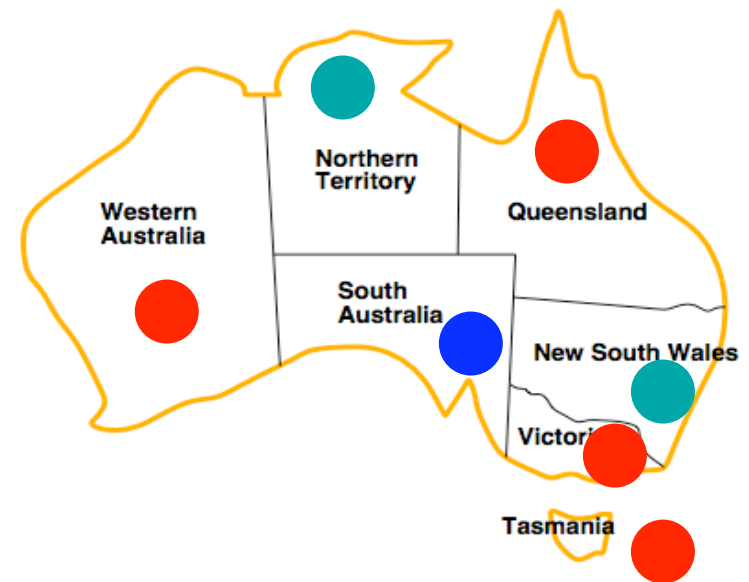 Northern
Territory
Western
Australia
Queensland
South
Australia
New South Wales
Victori
Tasmania